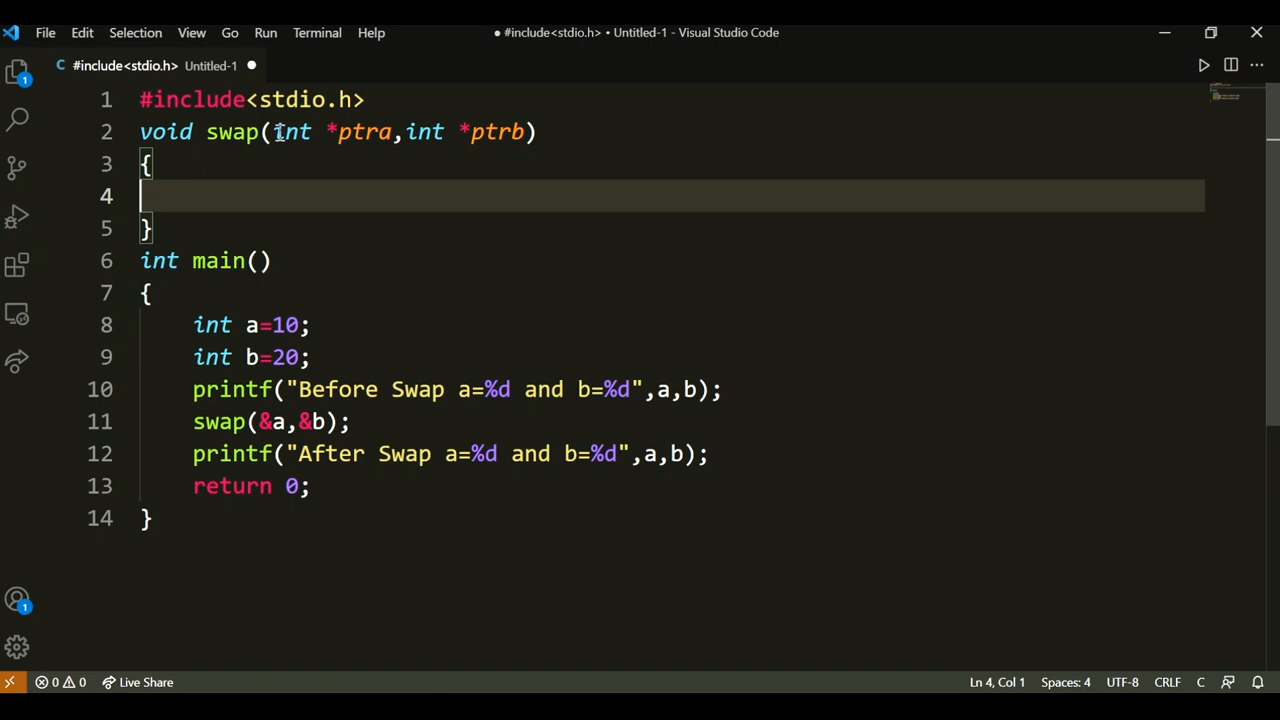 File Edit Selection View Go Run Terminal Help ● #include<stdio.h> • Untitled-1 - Visual Studio Code
C #include<stdio.h> Untitled-1 ●
1 #include<stdio.h>
2 void swap(int *ptra,int *ptrb)
3 {
4
5 }
6 int main()
7 {
8 int a=10;
9 int b=20;
10 printf("Before Swap a=%d and b=%d",a,b);
11 swap(&a,&b);
12 printf("After Swap a=%d and b=%d",a,b);
13 return 0;
14 }
1
1
0 0 Live Share Ln 4, Col 1 Spaces: 4 UTF-8 CRLF C